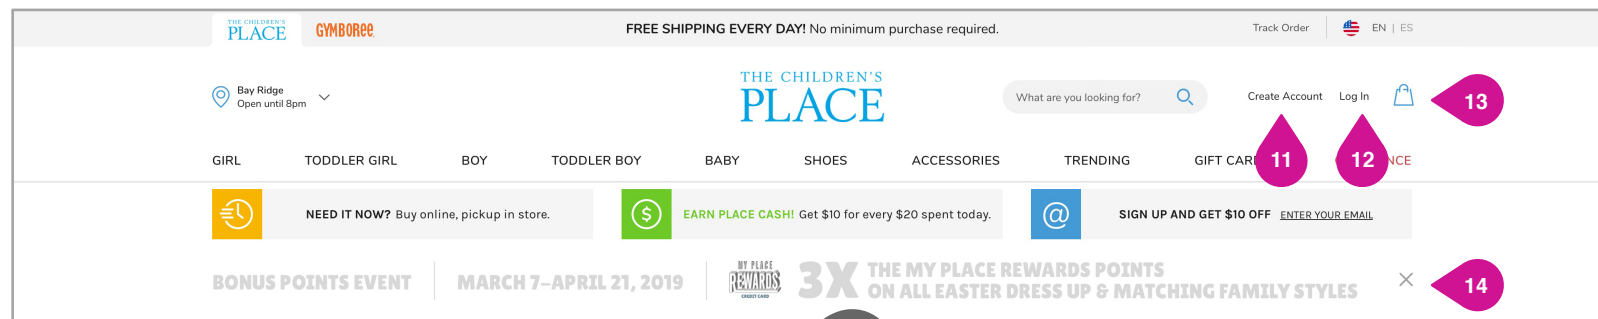 THE CHILDREN'S
PLACE
GYMBOREE
FREE SHIPPING EVERY DAY! No minimum purchase required.
Track Order
EN | ES
Bay Ridge
Open until 8pm
THE CHILDREN'S
PLACE
What are you looking for?
Create Account
Log In
13
GIRL
TODDLER GIRL
BOY
TODDLER BOY
BABY
SHOES
ACCESSORIES
TRENDING
GIFT CAR
11
12
NCE
NEED IT NOW? Buy online, pickup in store.
$
EARN PLACE CASH! Get $10 for every $20 spent today.
@
SIGN UP AND GET $10 OFF ENTER YOUR EMAIL
BONUS POINTS EVENT
MARCH 7–APRIL 21, 2019
MY PLACE
REWARDS
CREDIT CARD
3X
THE MY PLACE REWARDS POINTS
ON ALL EASTER DRESS UP & MATCHING FAMILY STYLES
14